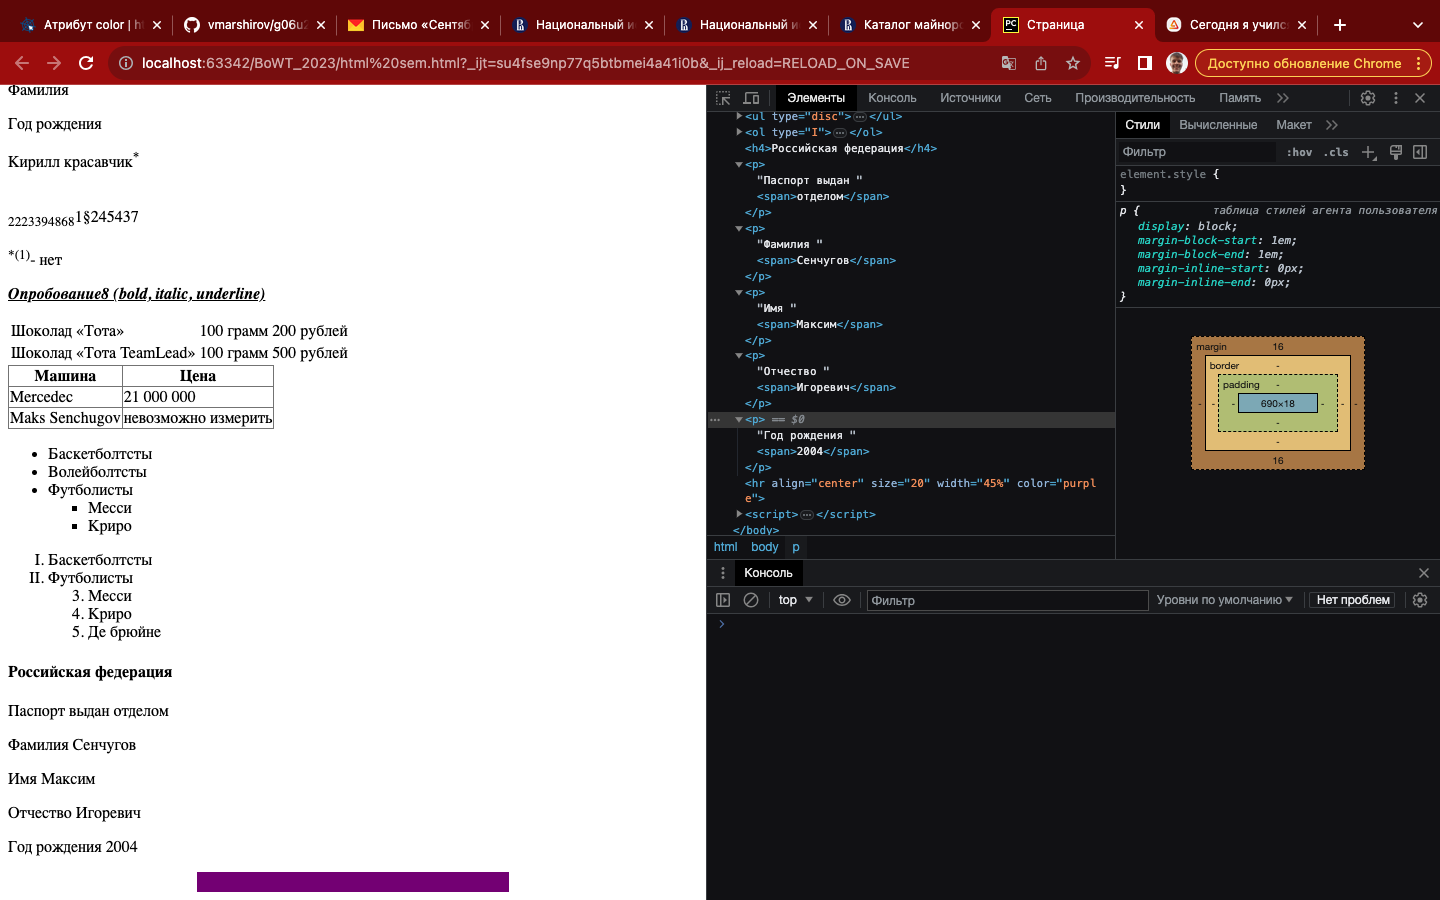 Атрибут color | h
vmarshirov/g06u2
Письмо «Сентяб
Национальный и
Национальный и
Каталог майнор
Страница
Сегодня я училс
localhost:63342/BoWT_2023/html%20sem.html?_ijt=su4fse9np77q5btbmei4a41i0b&_ij_reload=RELOAD_ON_SAVE
Доступно обновление Chrome
Фамилия
Год рождения
Кирилл красавчик*
22233948681§245437
*(1)- нет
Опробование8 (bold, italic, underline)
Шоколад «Тота» 100 грамм 200 рублей
Шоколад «Тота TeamLead» 100 грамм 500 рублей
Машина Цена
Mercedec 21 000 000
Maks Senchugov невозможно измерить
• Баскетболтсты
• Волейболтсты
• Футболисты
▪ Месси
▪ Криро
I. Баскетболтсты
II. Футболисты
3. Месси
4. Криро
5. Де брюйне
Российская федерация
Паспорт выдан отделом
Фамилия Сенчугов
Имя Максим
Отчество Игоревич
Год рождения 2004
Элементы Консоль Источники Сеть Производительность Память
<ul type="disc">…</ul>
<ol type="I">…</ol>
<h4>Российская федерация</h4>
<p>
"Паспорт выдан "
<span>отделом</span>
</p>
<p>
"Фамилия "
<span>Сенчугов</span>
</p>
<p>
"Имя "
<span>Максим</span>
</p>
<p>
"Отчество "
<span>Игоревич</span>
</p>
… <p> == $0
"Год рождения "
<span>2004</span>
</p>
<hr align="center" size="20" width="45%" color="purpl
e">
<script>…</script>
</body>
html body p
Стили Вычисленные Макет
Фильтр :hov .cls
element.style {
}
p { таблица стилей агента пользователя
display: block;
margin-block-start: 1em;
margin-block-end: 1em;
margin-inline-start: 0px;
margin-inline-end: 0px;
}
margin 16
border -
padding -
- - - 690×18 - - -
-
-
16
Консоль
top Фильтр Уровни по умолчанию Нет проблем